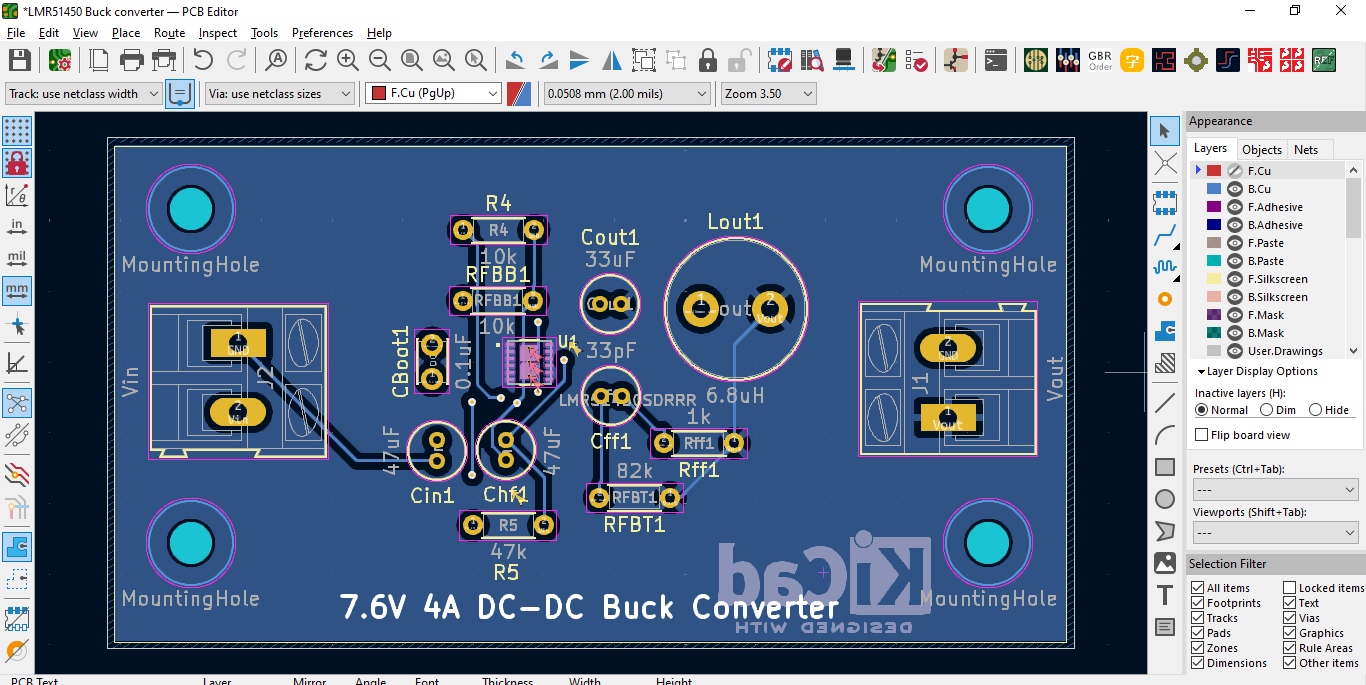 *LMR51450 Buck converter — PCB Editor
File Edit View Place Route Inspect Tools Preferences Help
GBR
Order
Track: use netclass width
Via: use netclass sizes
F.Cu (PgUp)
0.0508 mm (2.00 mils)
Zoom 3.50
in
mil
mm
MountingHole
MountingHole
R4
R4
10k
RFBB1
RFBB1
10k
Cout1
33uF
Lout1
1
2
Vout
6.8uH
CBoot1
0.1uF
U1
33pF
Vin
J2
1
GND
2
Vin
J1
2
GND
1
Vout
Vout
47uF
Cin1
47uF
Chf1
Cff1
1k
Rff1
Rff1
82k
RFBT1
RFBT1
R5
47k
R5
MountingHole
MountingHole
KiCad
DESIGNED WITH
7.6V 4A DC-DC Buck Converter
Appearance
Layers Objects Nets
F.Cu
B.Cu
F.Adhesive
B.Adhesive
F.Paste
B.Paste
F.Silkscreen
B.Silkscreen
F.Mask
B.Mask
User.Drawings
Layer Display Options
Inactive layers (H):
Normal Dim Hide
Flip board view
Presets (Ctrl+Tab):
---
Viewports (Shift+Tab):
---
Selection Filter
All items Locked items
Footprints Text
Tracks Vias
Pads Graphics
Zones Rule Areas
Dimensions Other items
PCB Text Layer Mirror Angle Font Thickness Width Height